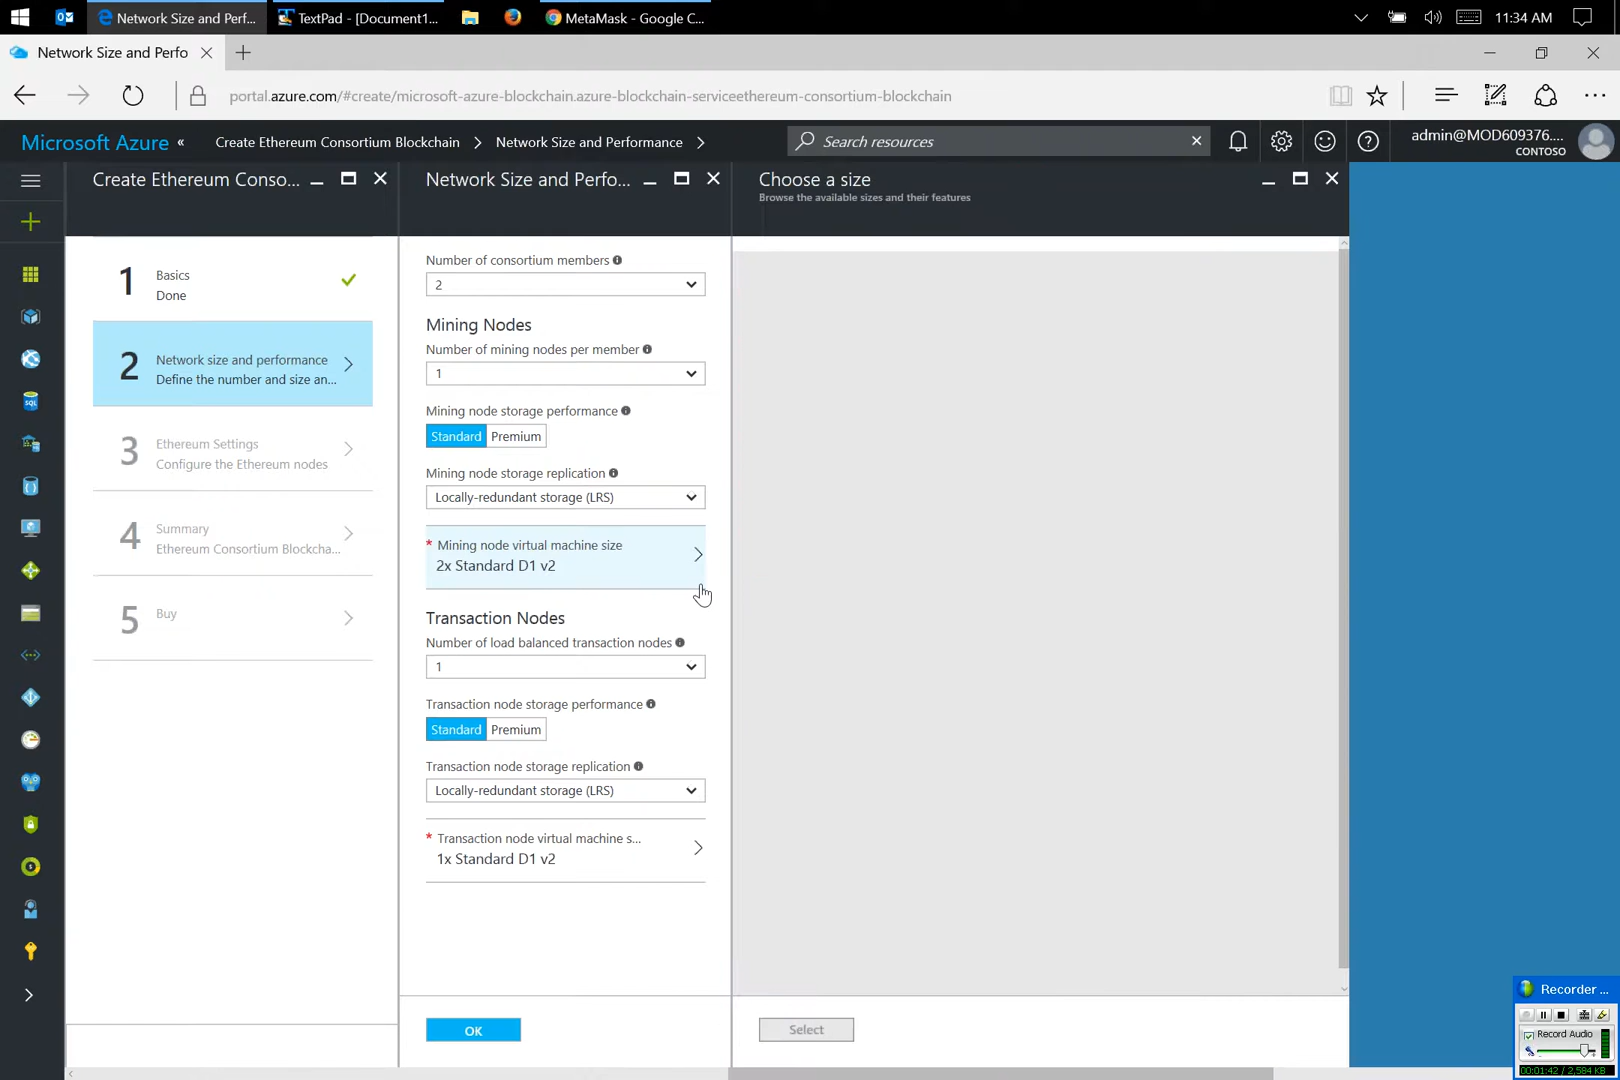 Network Size and Perf...
TextPad - [Document1...
MetaMask - Google C...
11:34 AM
Network Size and Perfo
portal.azure.com/#create/microsoft-azure-blockchain.azure-blockchain-serviceethereum-consortium-blockchain
Microsoft Azure «
Create Ethereum Consortium Blockchain
Network Size and Performance
Search resources
admin@MOD609376....
CONTOSO
Create Ethereum Conso...
Network Size and Perfo...
Choose a size
Browse the available sizes and their features
1
Basics
Done
2
Network size and performance
Define the number and size an...
3
Ethereum Settings
Configure the Ethereum nodes
4
Summary
Ethereum Consortium Blockcha...
5
Buy
Number of consortium members
2
Mining Nodes
Number of mining nodes per member
1
Mining node storage performance
Standard Premium
Mining node storage replication
Locally-redundant storage (LRS)
* Mining node virtual machine size
2x Standard D1 v2
Transaction Nodes
Number of load balanced transaction nodes
1
Transaction node storage performance
Standard Premium
Transaction node storage replication
Locally-redundant storage (LRS)
* Transaction node virtual machine s...
1x Standard D1 v2
OK
Select
SQL
Recorder ...
Record Audio
00:01:42 / 2,584 KB